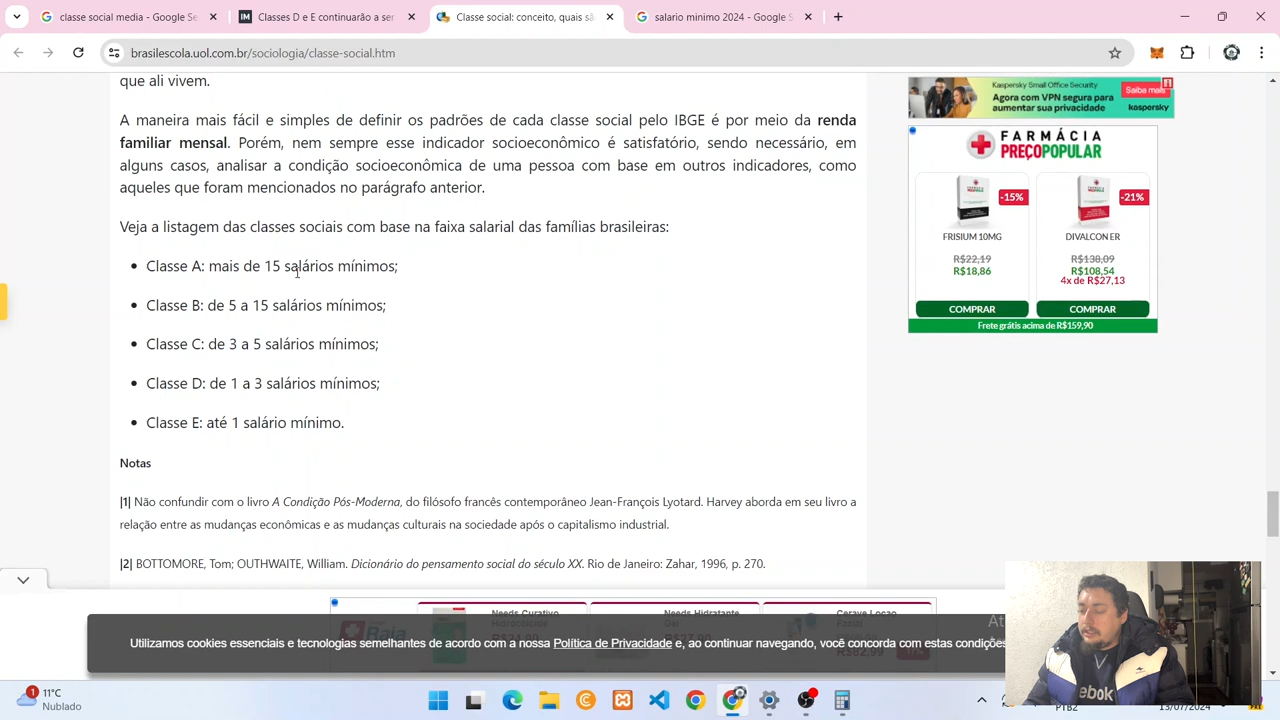 classe social media - Google S
Classes D e E continuarão a ser
Classe social: conceito, quais sã
salario minimo 2024 - Google S
brasilescola.uol.com.br/sociologia/classe-social.htm
que ali vivem.
A maneira mais fácil e simples de definir os padrões de cada classe social pelo IBGE é por meio da renda
familiar mensal. Porém, nem sempre esse indicador socioeconômico é satisfatório, sendo necessário, em
alguns casos, analisar a situação econômica de uma pessoa com base em outros indicadores, como
aqueles que foram mencionados no parágrafo anterior.
Veja a listagem das classes sociais com base na faixa salarial das famílias brasileiras:
Classe A: mais de 15 salários mínimos;
Classe B: de 5 a 15 salários mínimos;
Classe C: de 3 a 5 salários mínimos;
Classe D: de 1 a 3 salários mínimos;
Classe E: até 1 salário mínimo.
Notas
|1| Não confundir com o livro A Condição Pós-Moderna, do filósofo francês contemporâneo Jean-François Lyotard. Harvey aborda em seu livro a
relação entre as mudanças econômicas e as mudanças culturais na sociedade após o capitalismo industrial.
|2| BOTTOMORE, Tom; OUTHWAITE, William. Dicionário do pensamento social do século XX. Rio de Janeiro: Zahar, 1996, p. 270.
Kaspersky Small Office Security
Agora com VPN segura para
aumentar sua privacidade
Saiba mais
kaspersky
FARMÁCIA
PREÇOPOPULAR
-15%
-21%
FRISIUM 10MG
DIVALCON ER
R$22,19
R$138,09
R$18,86
R$108,54
4x de R$27,13
COMPRAR
COMPRAR
Frete grátis acima de R$159,90
Needs Curativo
Needs Hidratante
Cerave Locao
Utilizamos cookies essenciais e tecnologias semelhantes de acordo com a nossa Política de Privacidade e, ao continuar navegando, você concorda com estas condições
1
11°C
Nublado
PTB2
13/07/2024
ebok